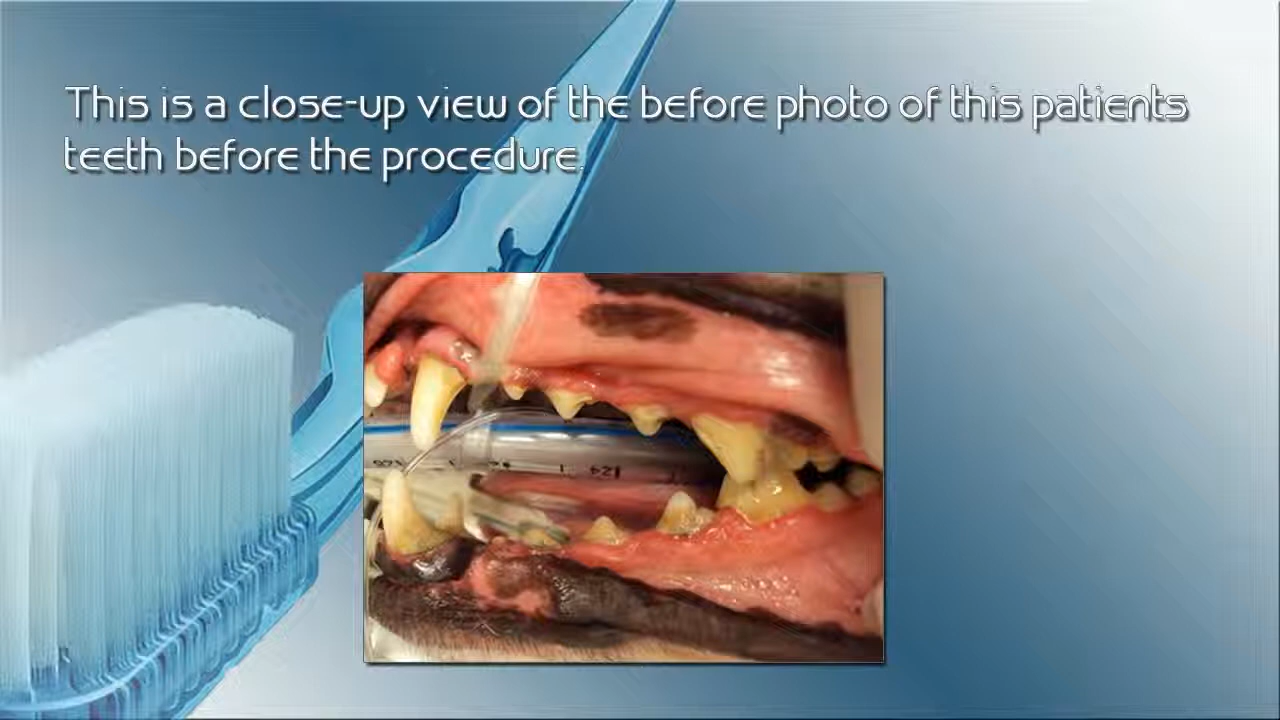 This is a close-up view of the before photo of this patients
teeth before the procedure.